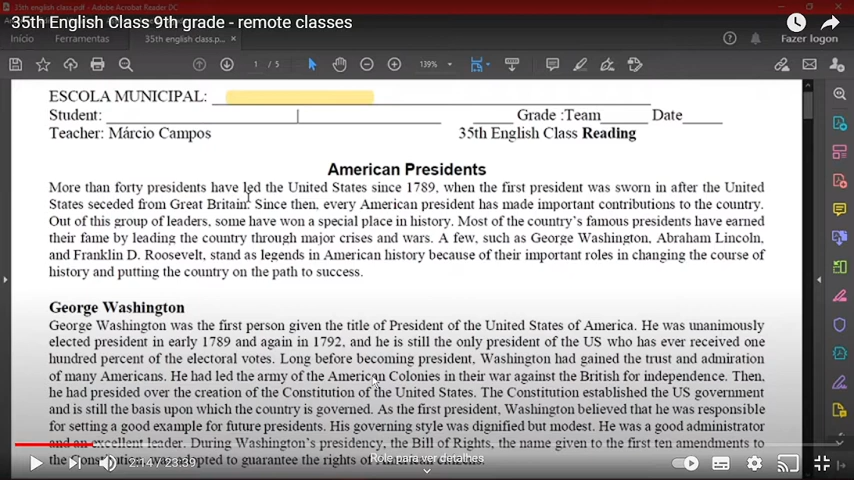 35th english class.pdf - Adobe Acrobat Reader DC
35th English Class 9th grade - remote classes
Início Ferramentas 35th english class.p... × Fazer logon
1 / 5 139%
ESCOLA MUNICIPAL:
Student: Grade :Team Date
Teacher: Márcio Campos 35th English Class Reading
American Presidents
More than forty presidents have led the United States since 1789, when the first president was sworn in after the United
States seceded from Great Britain. Since then, every American president has made important contributions to the country.
Out of this group of leaders, some have won a special place in history. Most of the country's famous presidents have earned
their fame by leading the country through major crises and wars. A few, such as George Washington, Abraham Lincoln,
and Franklin D. Roosevelt, stand as legends in American history because of their important roles in changing the course of
history and putting the country on the path to success.
George Washington
George Washington was the first person given the title of President of the United States of America. He was unanimously
elected president in early 1789 and again in 1792, and he is still the only president of the US who has ever received one
hundred percent of the electoral votes. Long before becoming president, Washington had gained the trust and admiration
of many Americans. He had led the army of the American Colonies in their war against the British for independence. Then,
he had presided over the creation of the Constitution of the United States. The Constitution established the US government
and is still the basis upon which the country is governed. As the first president, Washington believed that he was responsible
for setting a good example for future presidents. His governing style was dignified but modest. He was a good administrator
and an excellent leader. During Washington's presidency, the Bill of Rights, the name given to the first ten amendments to
the Constitution, was adopted to guarantee the rights of American citizens.
2:14 / 23:39 Role para ver detalhes